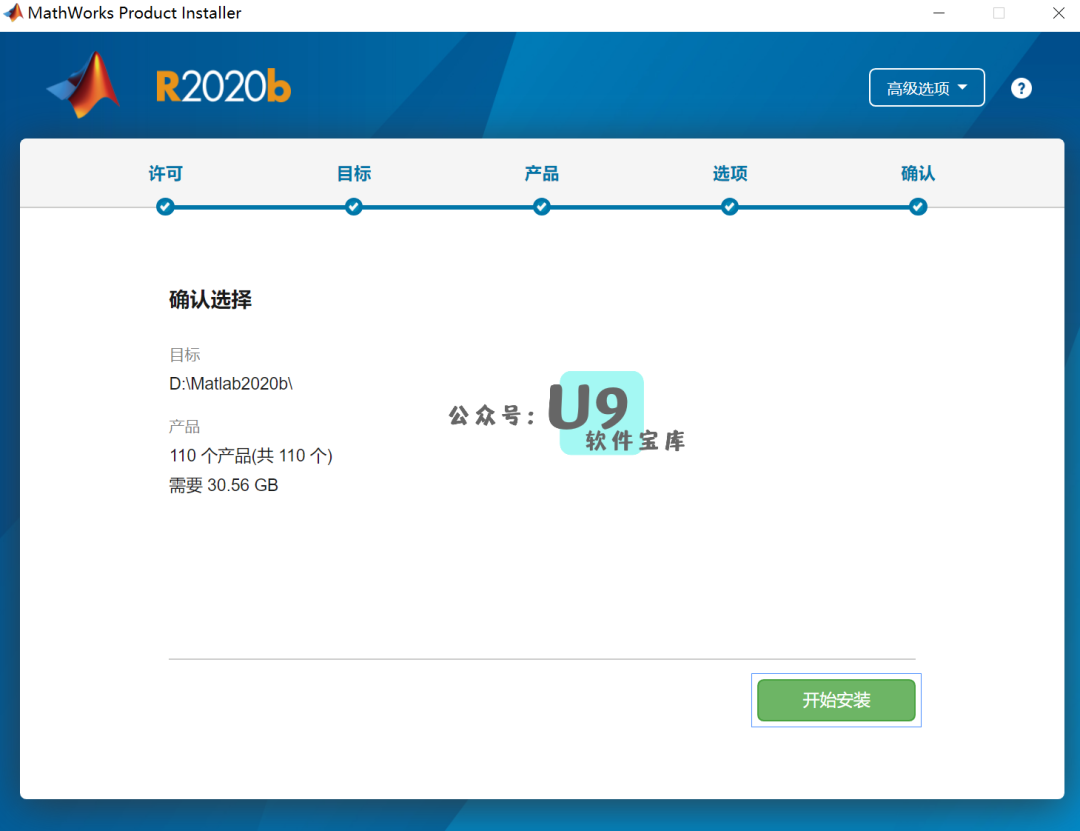 MathWorks Product Installer
R2020b
高级选项
?
许可
目标
产品
选项
确认
确认选择
目标
D:\Matlab2020b\
公众号：U9
软件宝库
产品
110 个产品(共 110 个)
需要 30.56 GB
开始安装